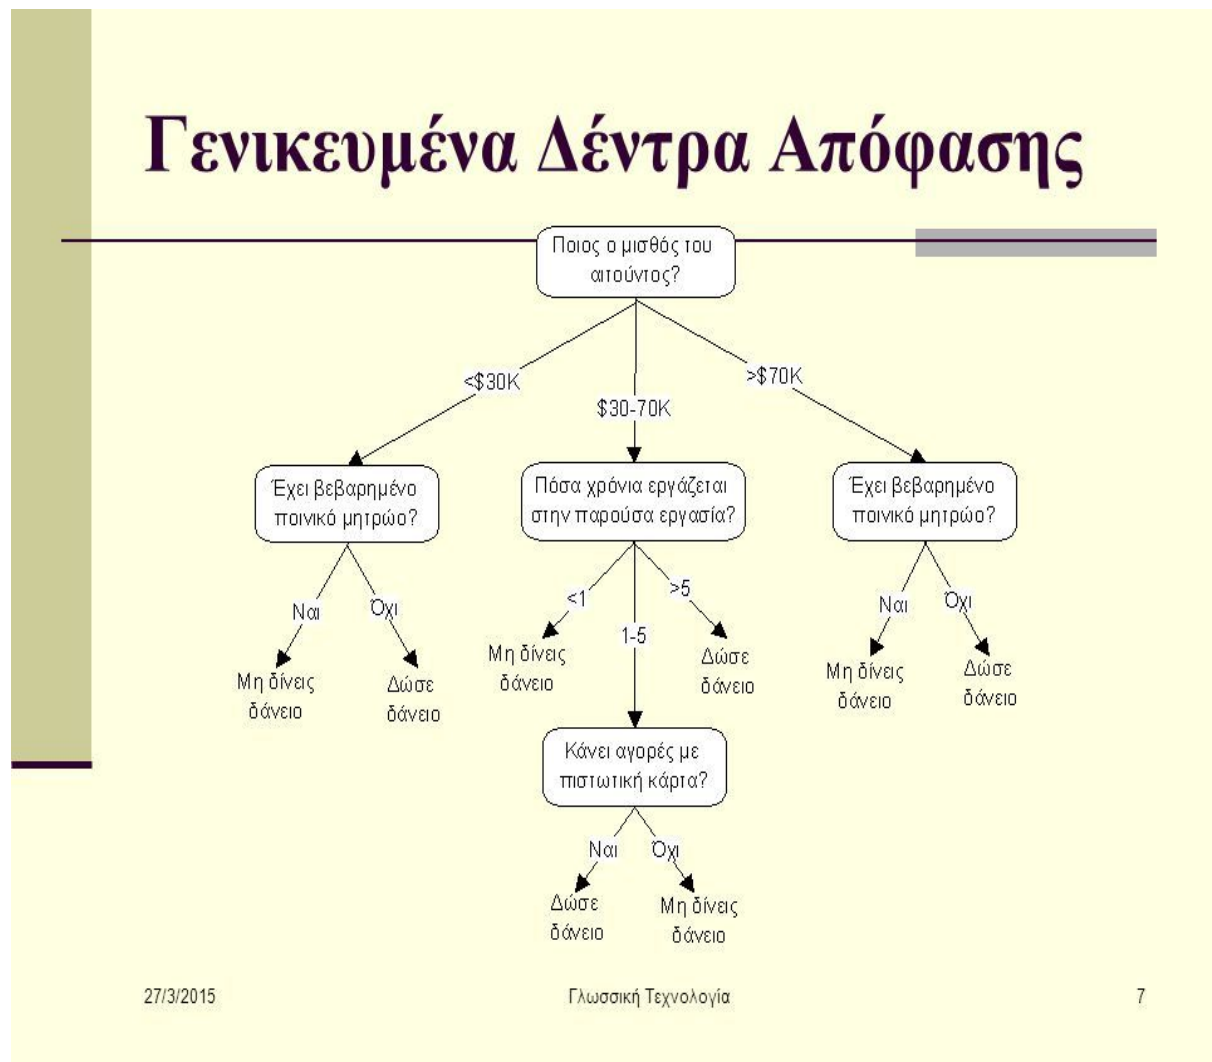 Γενικευμένα Δέντρα Απόφασης
Ποιος ο μισθός του
αιτούντος?
<$30K
$30-70K
>$70K
Έχει βεβαρημένο
ποινικό μητρώο?
Πόσα χρόνια εργάζεται
στην παρούσα εργασία?
Έχει βεβαρημένο
ποινικό μητρώο?
Ναι
Όχι
<1
1-5
>5
Ναι
Όχι
Μη δίνεις
δάνειο
Δώσε
δάνειο
Μη δίνεις
δάνειο
Δώσε
δάνειο
Μη δίνεις
δάνειο
Δώσε
δάνειο
Κάνει αγορές με
πιστωτική κάρτα?
Ναι
Όχι
Δώσε
δάνειο
Μη δίνεις
δάνειο
27/3/2015
Γλωσσική Τεχνολογία
7